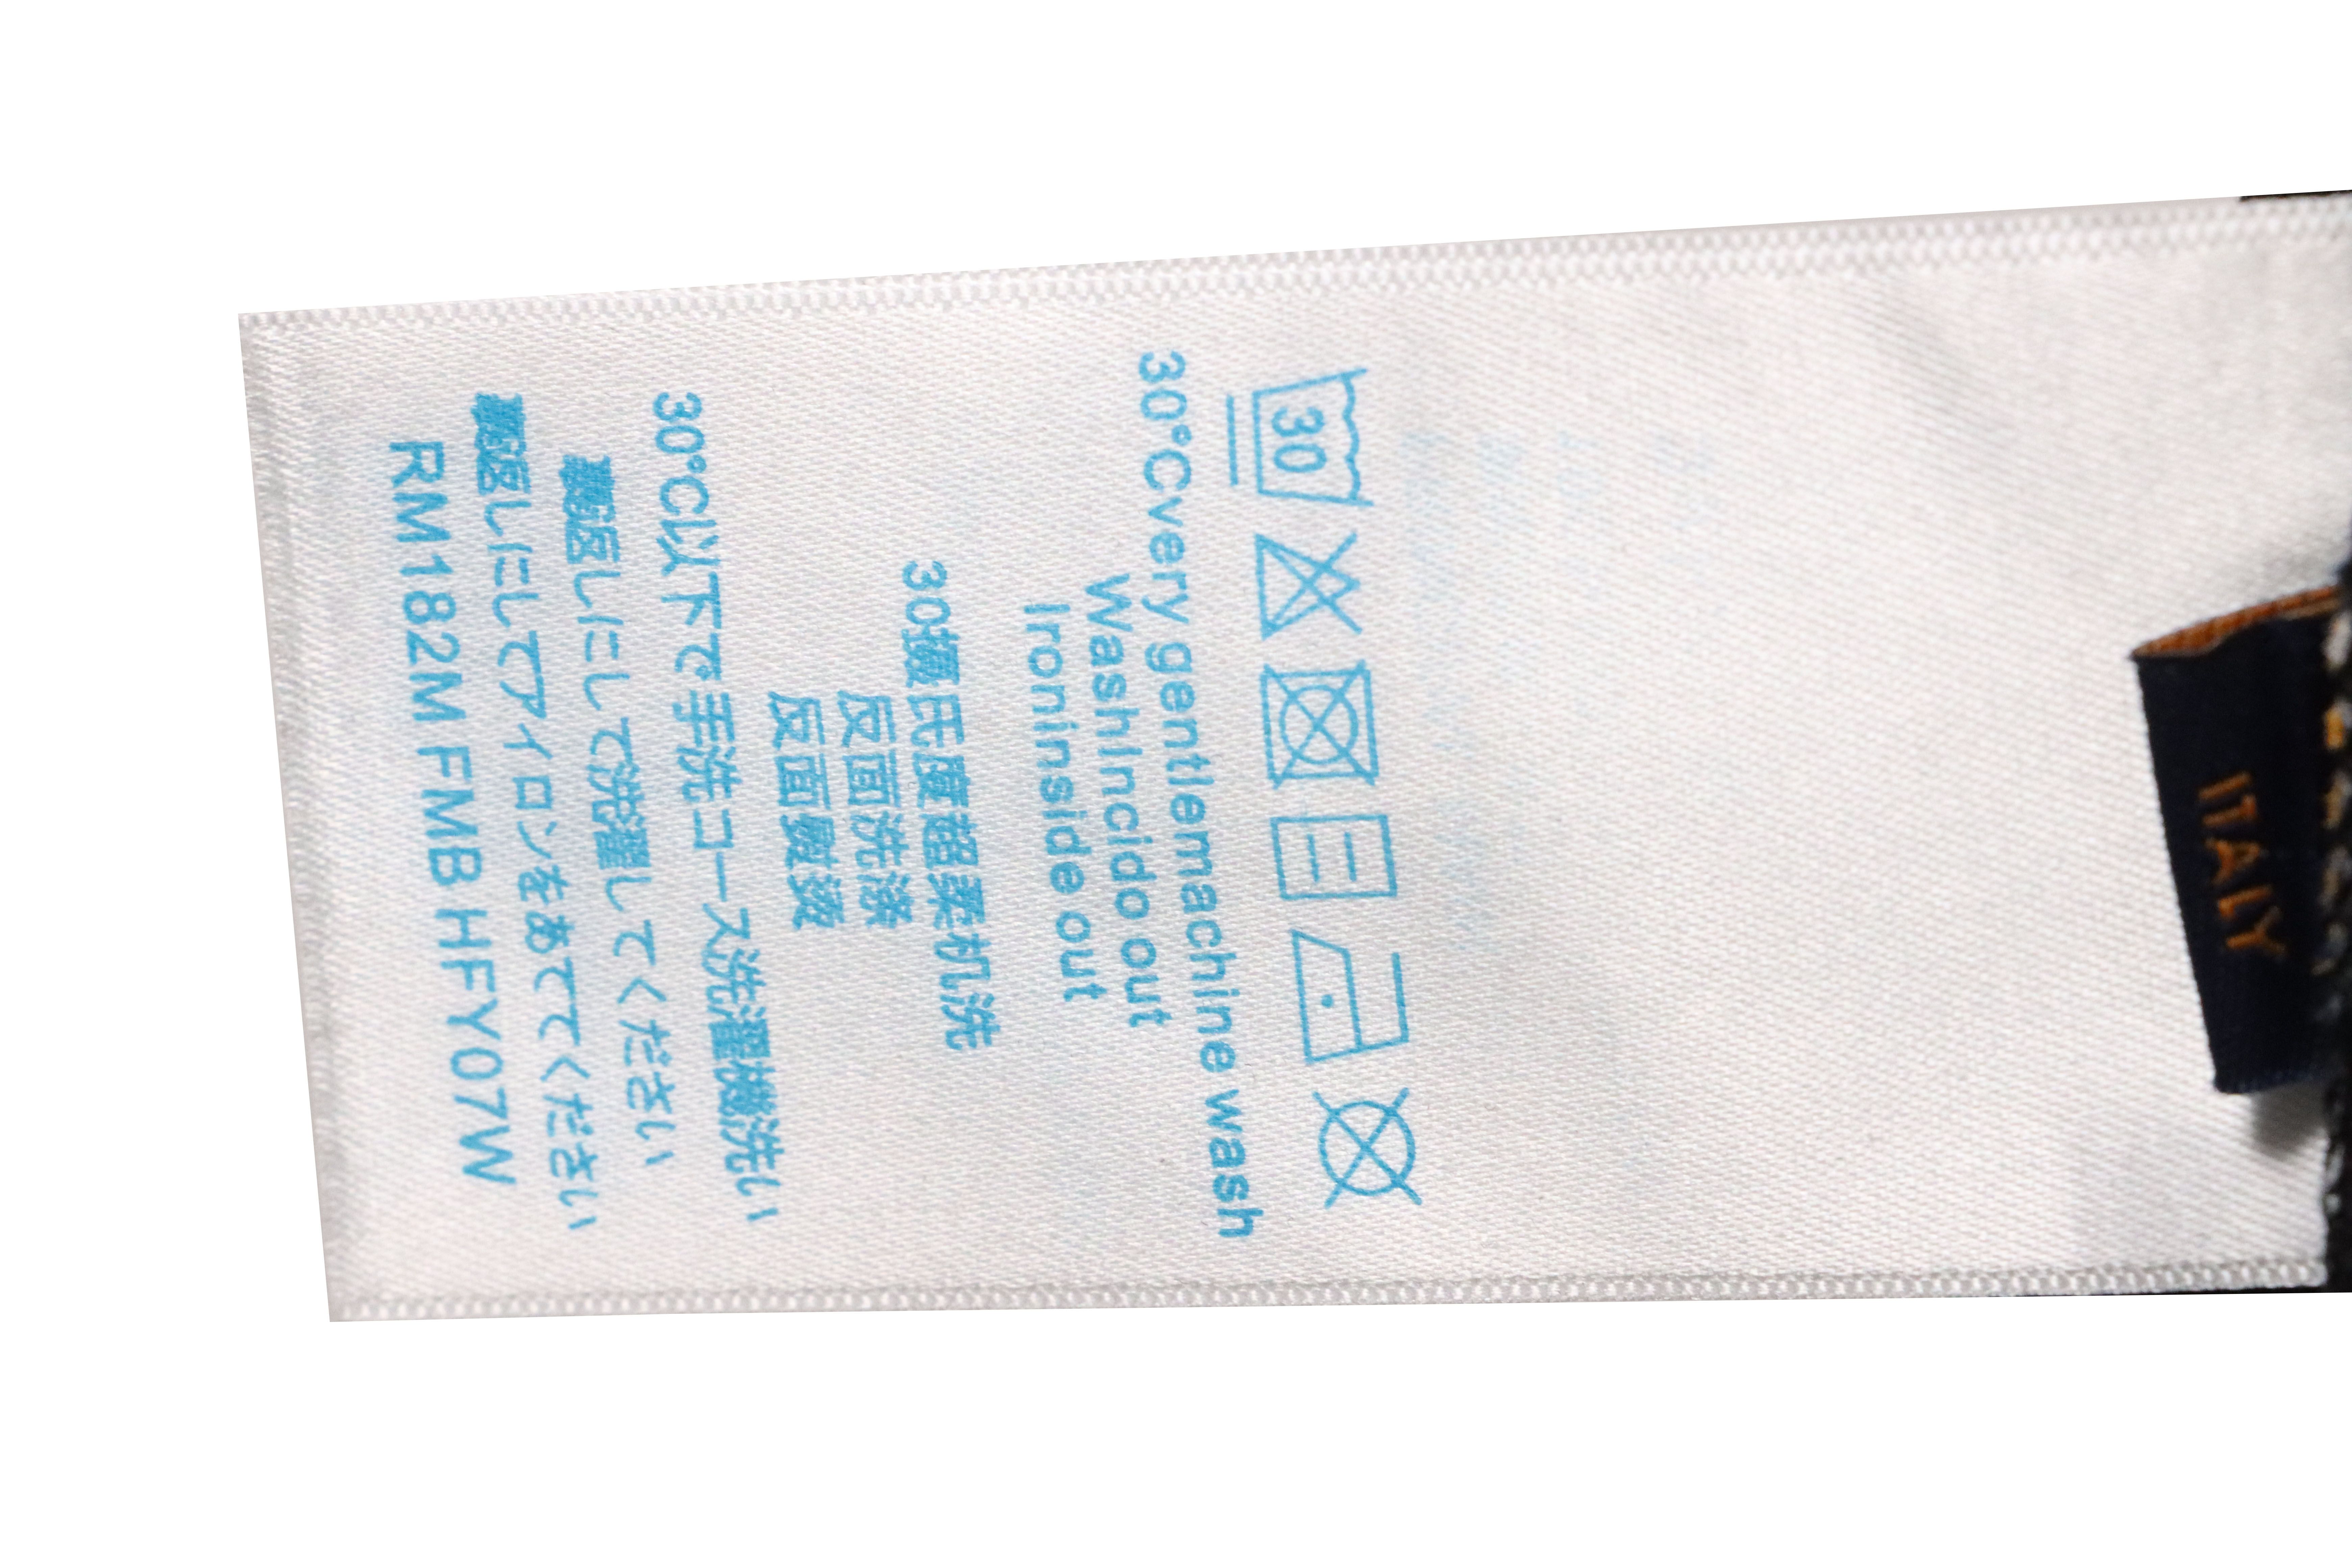 ITALY
30
30°Cvery gentlemachine wash
WashIncido out
Ironinside out
30摄氏度超柔机洗
反面洗涤
反面熨烫
30°C以下で手洗コース洗濯機洗い
裏返しにして洗濯してください
裏返しにしてアイロンをあててください
RM182M FMB HFY07W